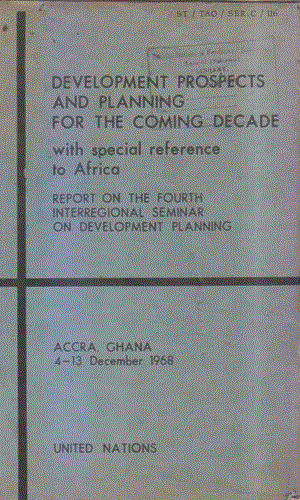 ST / TAO / SER.C / 116
DEVELOPMENT PROSPECTS
AND PLANNING
FOR THE COMING DECADE
with special reference
to Africa
REPORT ON THE FOURTH
INTERREGIONAL SEMINAR
ON DEVELOPMENT PLANNING
ACCRA, GHANA
4-13 December 1968
UNITED NATIONS